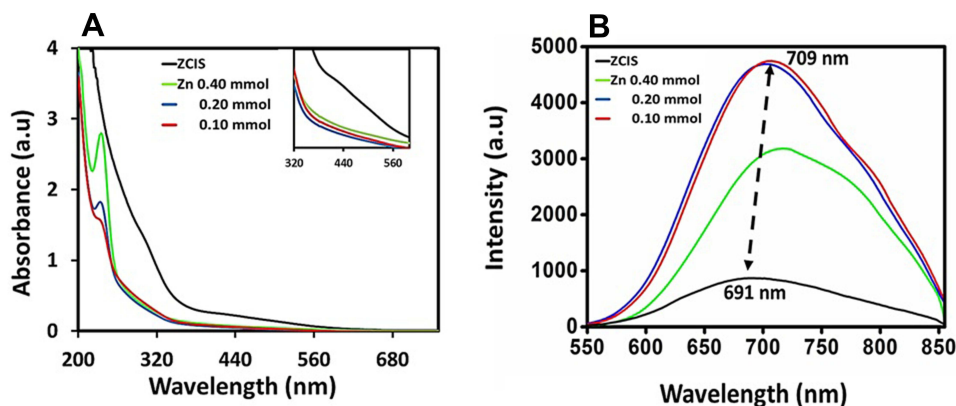 A
4
3
2
1
0
Absorbance (a.u)
ZCIS
Zn 0.40 mmol
0.20 mmol
0.10 mmol
320 440 560
200 320 440 560 680
Wavelength (nm)
B
5000
4000
3000
2000
1000
0
Intensity (a.u)
ZCIS
Zn 0.40 mmol
0.20 mmol
0.10 mmol
709 nm
691 nm
550 600 650 700 750 800 850
Wavelength (nm)